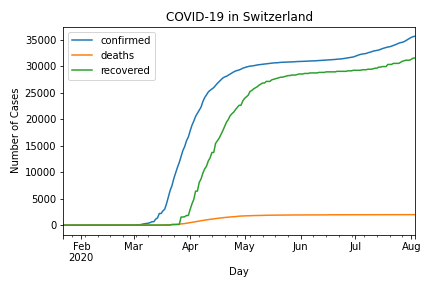 COVID-19 in Switzerland
confirmed
deaths
recovered
Number of Cases
35000
30000
25000
20000
15000
10000
5000
0
Feb Mar Apr May Jun Jul Aug
2020
Day